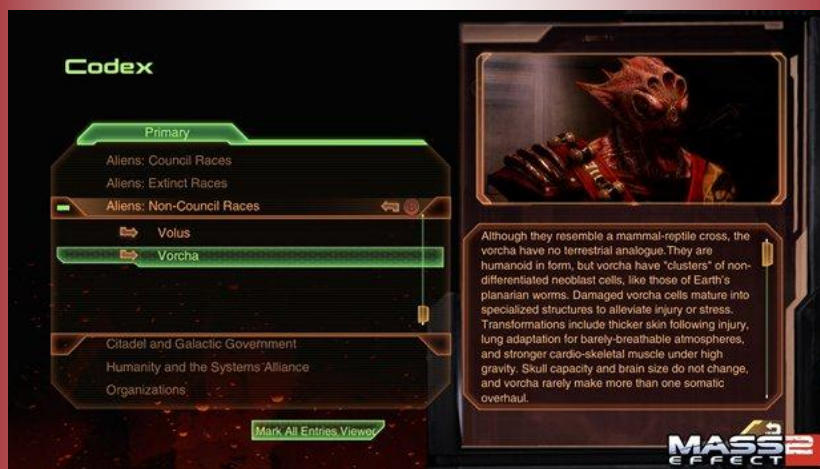 Codex
Primary
Aliens: Council Races
Aliens: Extinct Races
Aliens: Non-Council Races
Volus
Vorcha
Citadel and Galactic Government
Humanity and the Systems Alliance
Organizations
Mark All Entries Viewed
Although they resemble a mammal-reptile cross, the
vorcha have no terrestrial analogue.They are
humanoid in form, but vorcha have "clusters" of non-
differentiated neoblast cells, like those of Earth's
planarian worms. Damaged vorcha cells mature into
specialized structures to alleviate injury or stress.
Transformations include thicker skin following injury,
lung adaptation for barely-breathable atmospheres,
and stronger cardio-skeletal muscle under high
gravity. Skull capacity and brain size do not change,
and vorcha rarely make more than one somatic
overhaul.
MASS 2
EFFECT